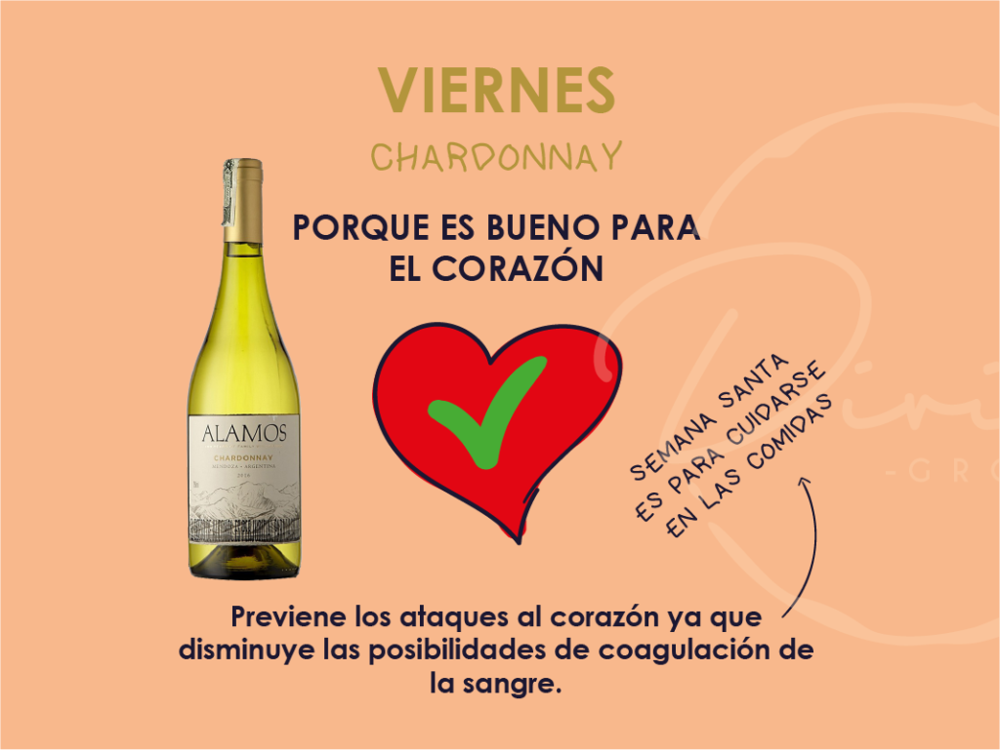 VIERNES
CHARDONNAY
PORQUE ES BUENO PARA
EL CORAZÓN
ALAMOS
CHARDONNAY
MENDOZA • ARGENTINA
SEMANA SANTA
ES PARA CUIDARSE
EN LAS COMIDAS
Previene los ataques al corazón ya que
disminuye las posibilidades de coagulación de
la sangre.